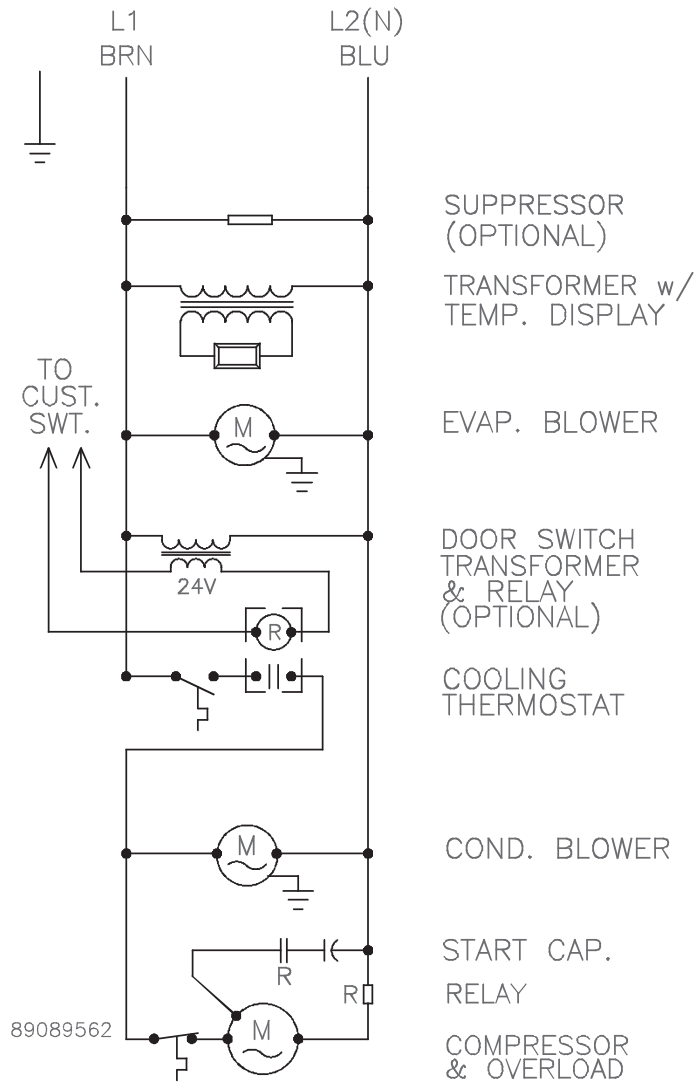 L1
BRN
L2(N)
BLU
SUPPRESSOR
(OPTIONAL)
TRANSFORMER w/
TEMP. DISPLAY
TO
CUST.
SWT.
M
EVAP. BLOWER
24V
DOOR SWITCH
TRANSFORMER
& RELAY
(OPTIONAL)
R
COOLING
THERMOSTAT
M
COND. BLOWER
R
START CAP.
R
RELAY
89089562
M
COMPRESSOR
& OVERLOAD